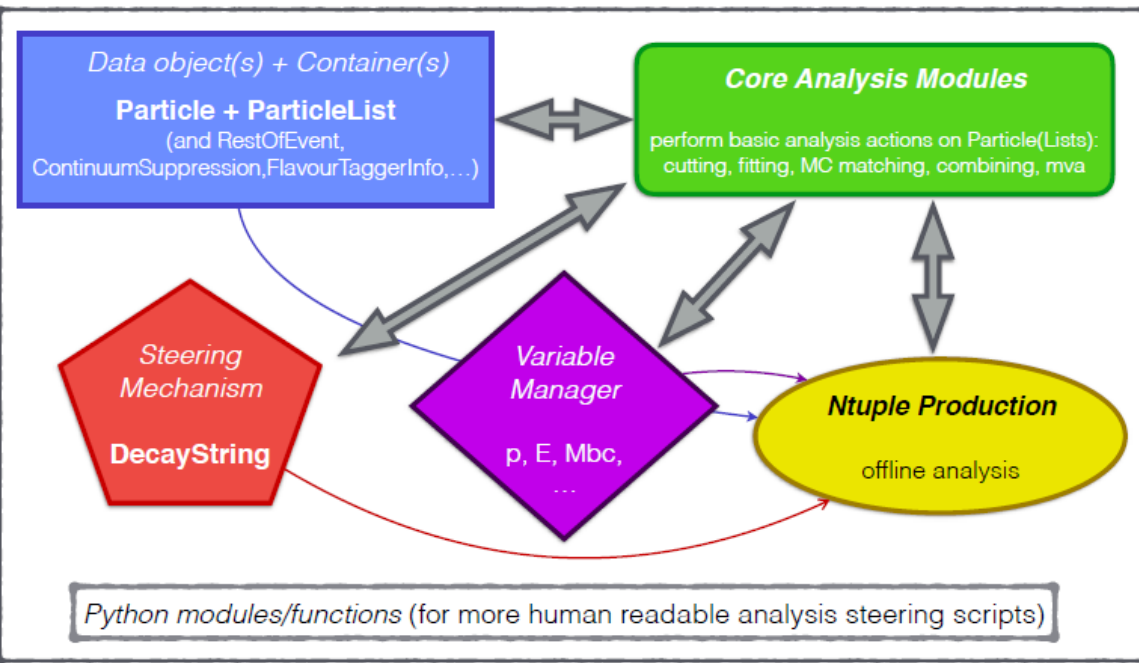 Data object(s) + Container(s)
Particle + ParticleList
(and RestOfEvent,
ContinuumSuppression,FlavourTaggerInfo,…)
Core Analysis Modules
perform basic analysis actions on Particle(Lists):
cutting, fitting, MC matching, combining, mva
Steering
Mechanism
DecayString
Variable
Manager
p, E, Mbc,
…
Ntuple Production
offline analysis
Python modules/functions (for more human readable analysis steering scripts)